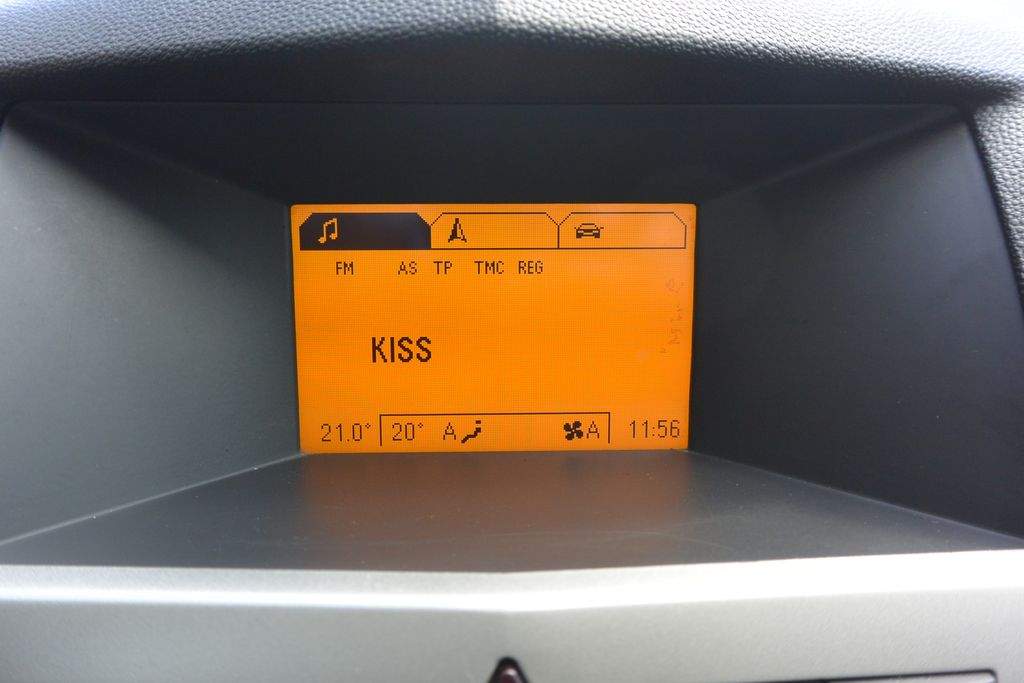 FM AS TP TMC REG
KISS
21.0° 20° A A 11:56